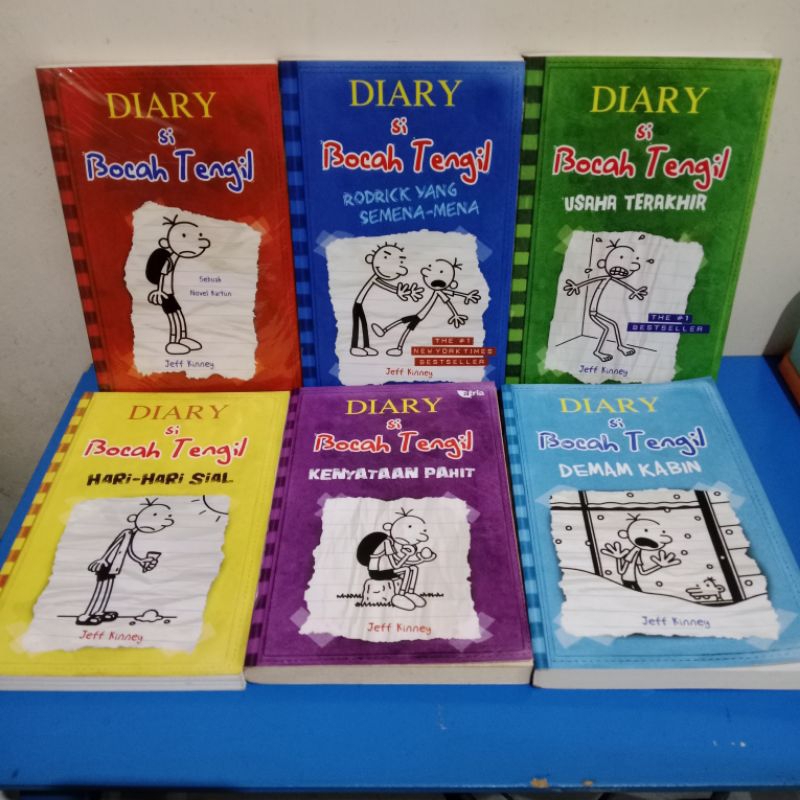 DIARY
si
Bocah Tengil
Sebuah
Novel Kartun
Jeff Kinney
DIARY
si
Bocah Tengil
RODRICK YANG
SEMENA-MENA
THE #1
NEW YORK TIMES
BESTSELLER
Jeff Kinney
DIARY
si
Bocah Tengil
USAHA TERAKHIR
THE #1
BESTSELLER
Jeff Kinney
DIARY
si
Bocah Tengil
HARI-HARI SIAL
Jeff Kinney
atria
DIARY
si
Bocah Tengil
KENYATAAN PAHIT
Jeff Kinney
DIARY
si
Bocah Tengil
DEMAM KABIN
Jeff Kinney